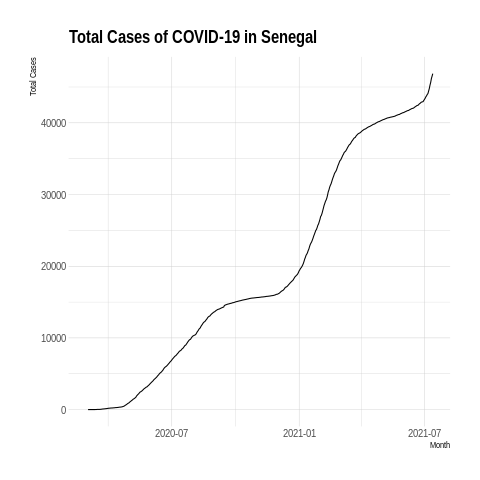 Total Cases of COVID-19 in Senegal
Total Cases
40000
30000
20000
10000
0
2020-07
2021-01
2021-07
Month